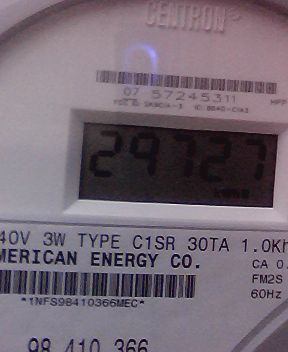 CENTRON®
07 57245311
29727
40V 3W TYPE C1SR 30TA 1.0Kh
MERICAN ENERGY CO.
CA 0.
FM2S
*1NFS98410366MEC*
60Hz
98 410 366